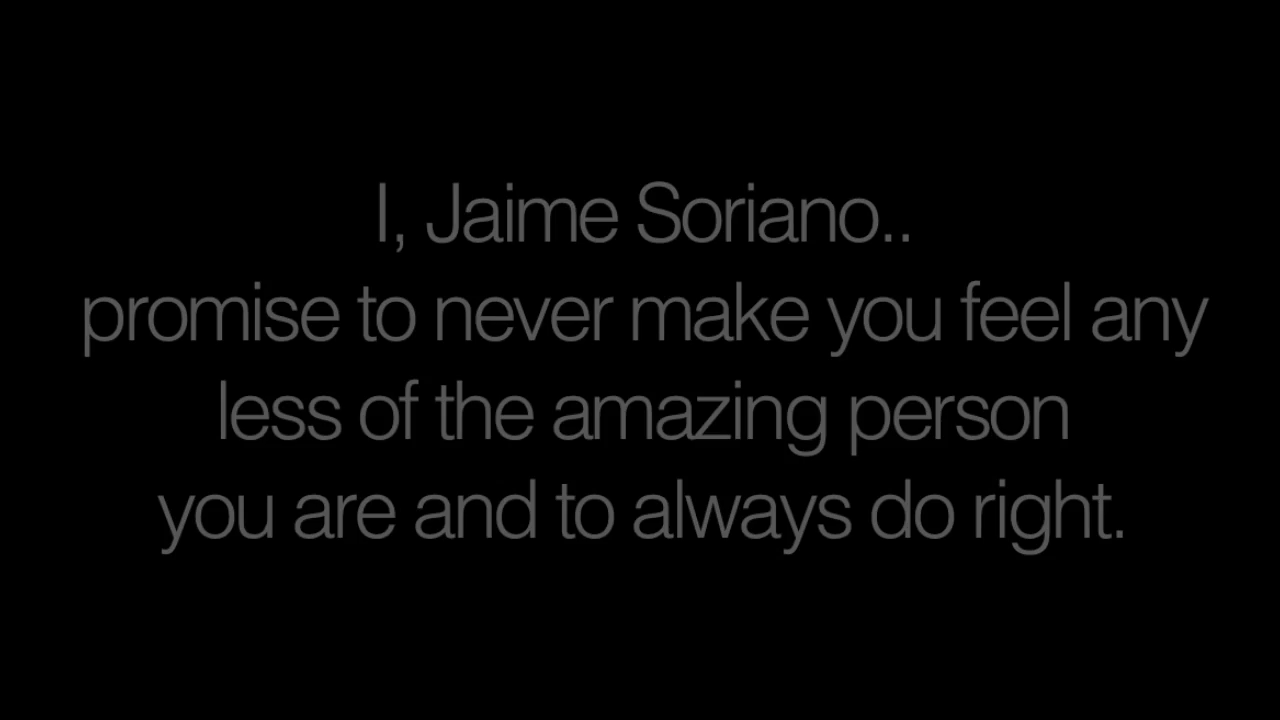 I, Jaime Soriano..
promise to never make you feel any
less of the amazing person
you are and to always do right.